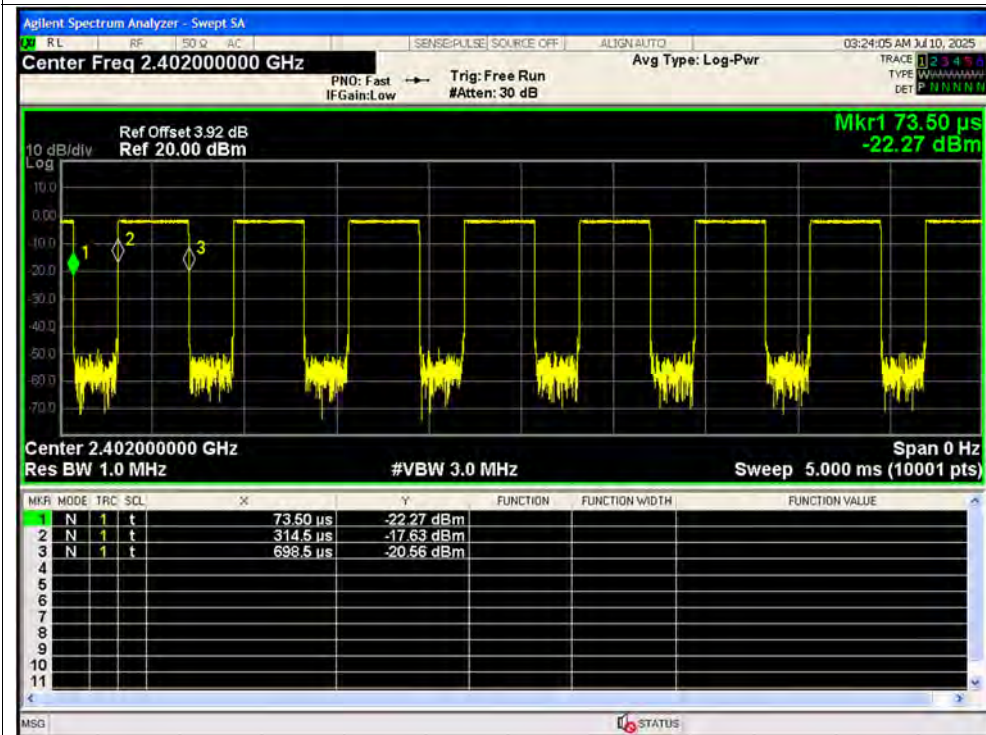 Agilent Spectrum Analyzer - Swept SA
RL RF 50 Ω AC SENSE:PULSE SOURCE OFF ALIGN AUTO 03:24:05 AM Jul 10, 2025
Center Freq 2.402000000 GHz Avg Type: Log-Pwr TRACE 1 2 3 4 5 6
PNO: Fast Trig: Free Run TYPE
IFGain:Low #Atten: 30 dB DET P N N N N N
Mkr1 73.50 µs
-22.27 dBm
Ref Offset 3.92 dB
10 dB/div Ref 20.00 dBm
Log
10.0
0.00
-10.0
-20.0
-30.0
-40.0
-50.0
-60.0
-70.0
1
2
3
Center 2.402000000 GHz Span 0 Hz
Res BW 1.0 MHz #VBW 3.0 MHz Sweep 5.000 ms (10001 pts)
MKR MODE TRC SCL X Y FUNCTION FUNCTION WIDTH FUNCTION VALUE
1 N 1 t 73.50 µs -22.27 dBm
2 N 1 t 314.5 µs -17.63 dBm
3 N 1 t 698.5 µs -20.56 dBm
4
5
6
7
8
9
10
11
MSG STATUS